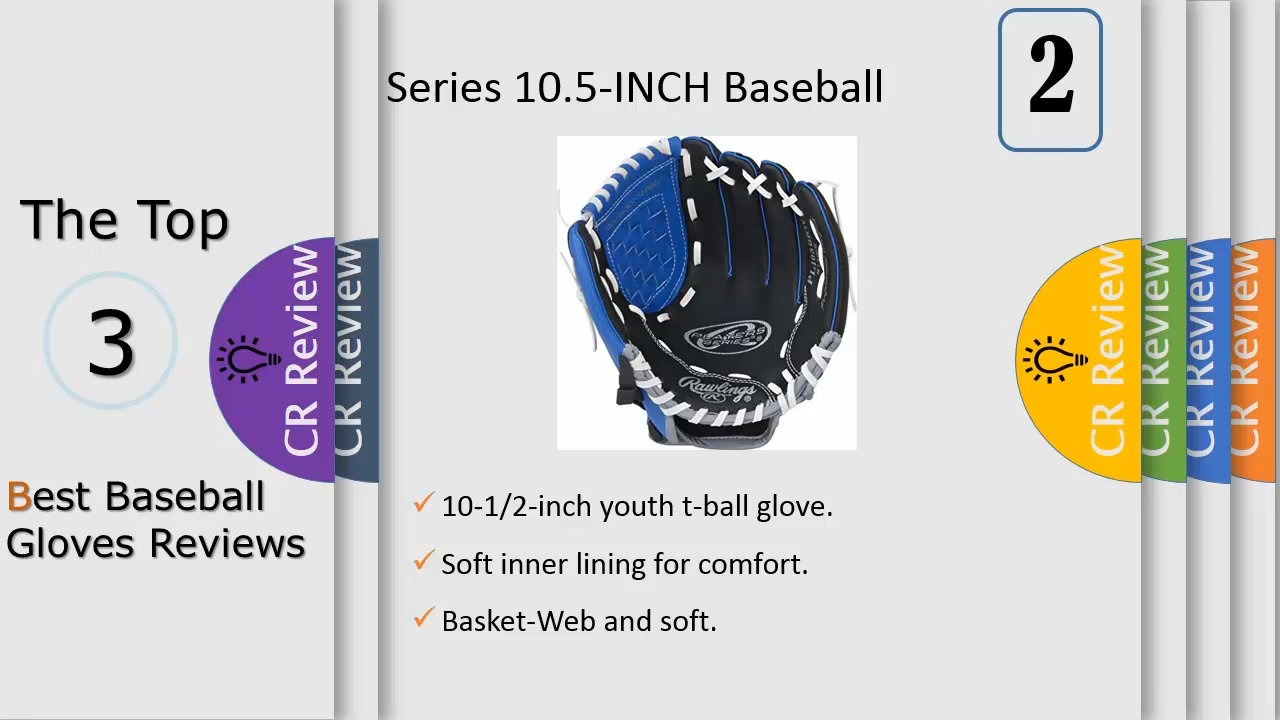 The Top
3
Best Baseball
Gloves Reviews
CR Review
CR Review
Series 10.5-INCH Baseball
2
PLAYERS
SERIES
Rawlings
R
10-1/2-inch youth t-ball glove.
Soft inner lining for comfort.
Basket-Web and soft.
CR Review
CR Review
CR Review
CR Review